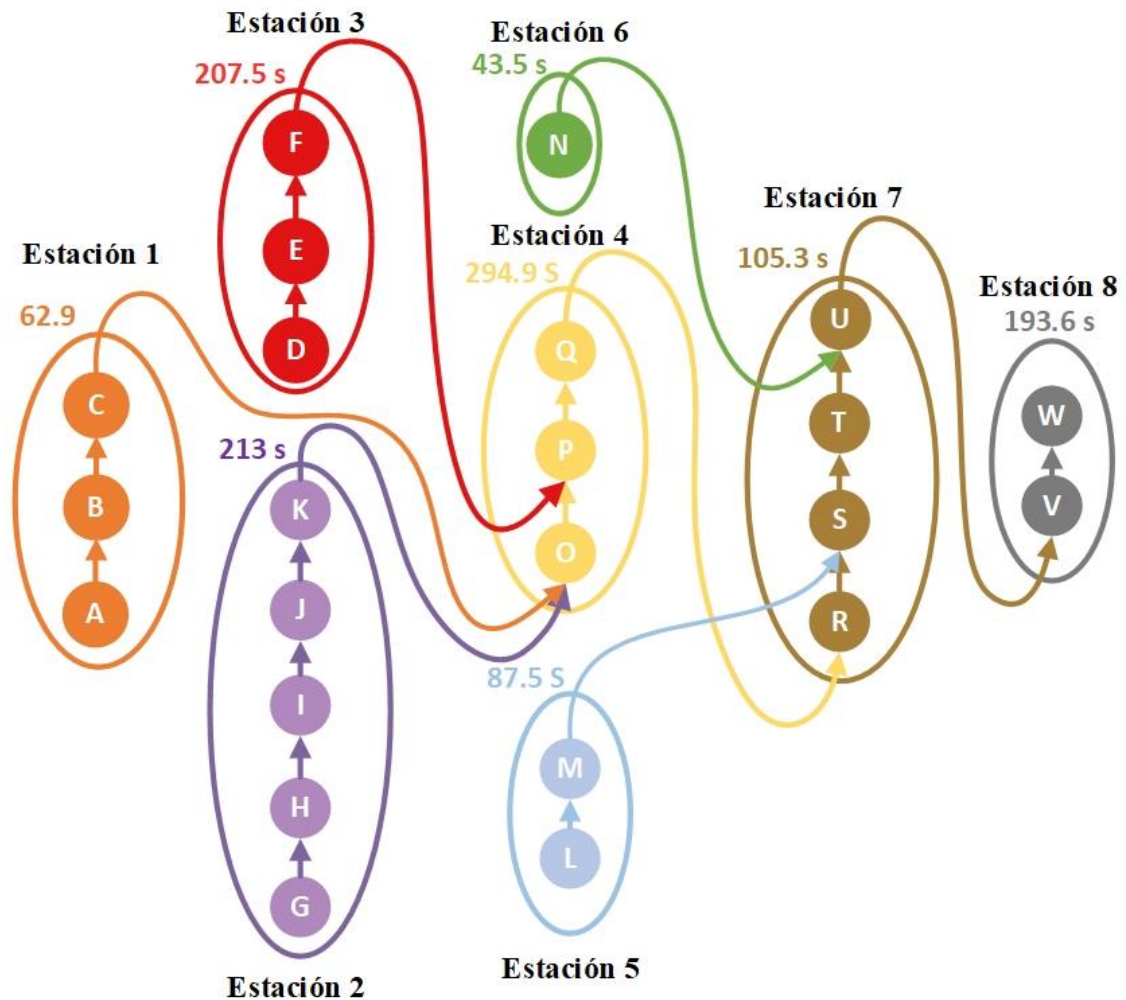 Estación 1
62.9
C
B
A
Estación 3
207.5 s
F
E
D
213 s
K
J
I
H
G
Estación 2
Estación 6
43.5 s
N
Estación 4
294.9 S
Q
P
O
87.5 S
M
L
Estación 5
Estación 7
105.3 s
U
T
S
R
Estación 8
193.6 s
W
V